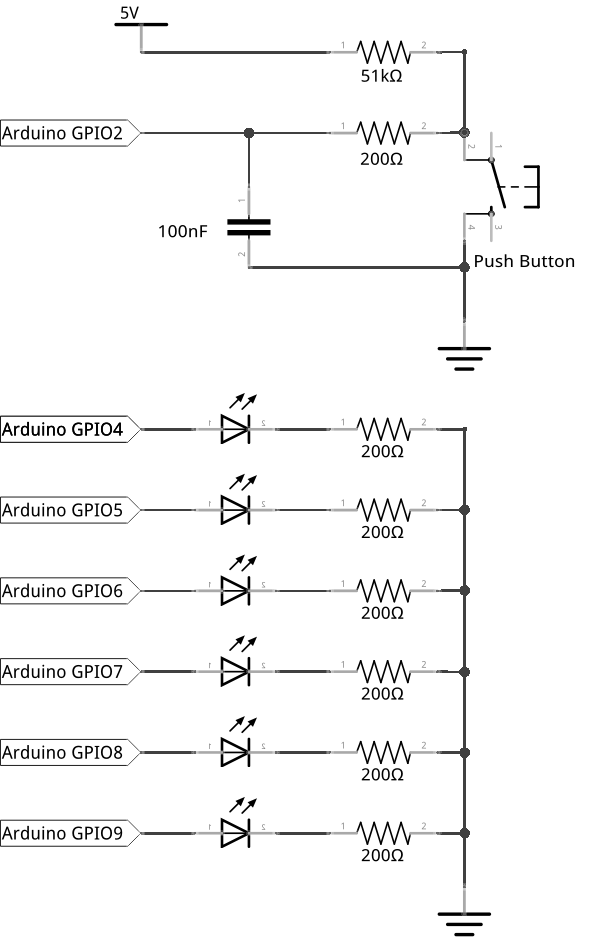 5V
1 2
51kΩ
Arduino GPIO2
1 2
2 1
200Ω
1
100nF
4 3
2
Push Button
Arduino GPIO4
1 2 1 2
200Ω
Arduino GPIO5
1 2 1 2
200Ω
Arduino GPIO6
1 2 1 2
200Ω
Arduino GPIO7
1 2 1 2
200Ω
Arduino GPIO8
1 2 1 2
200Ω
Arduino GPIO9
1 2 1 2
200Ω